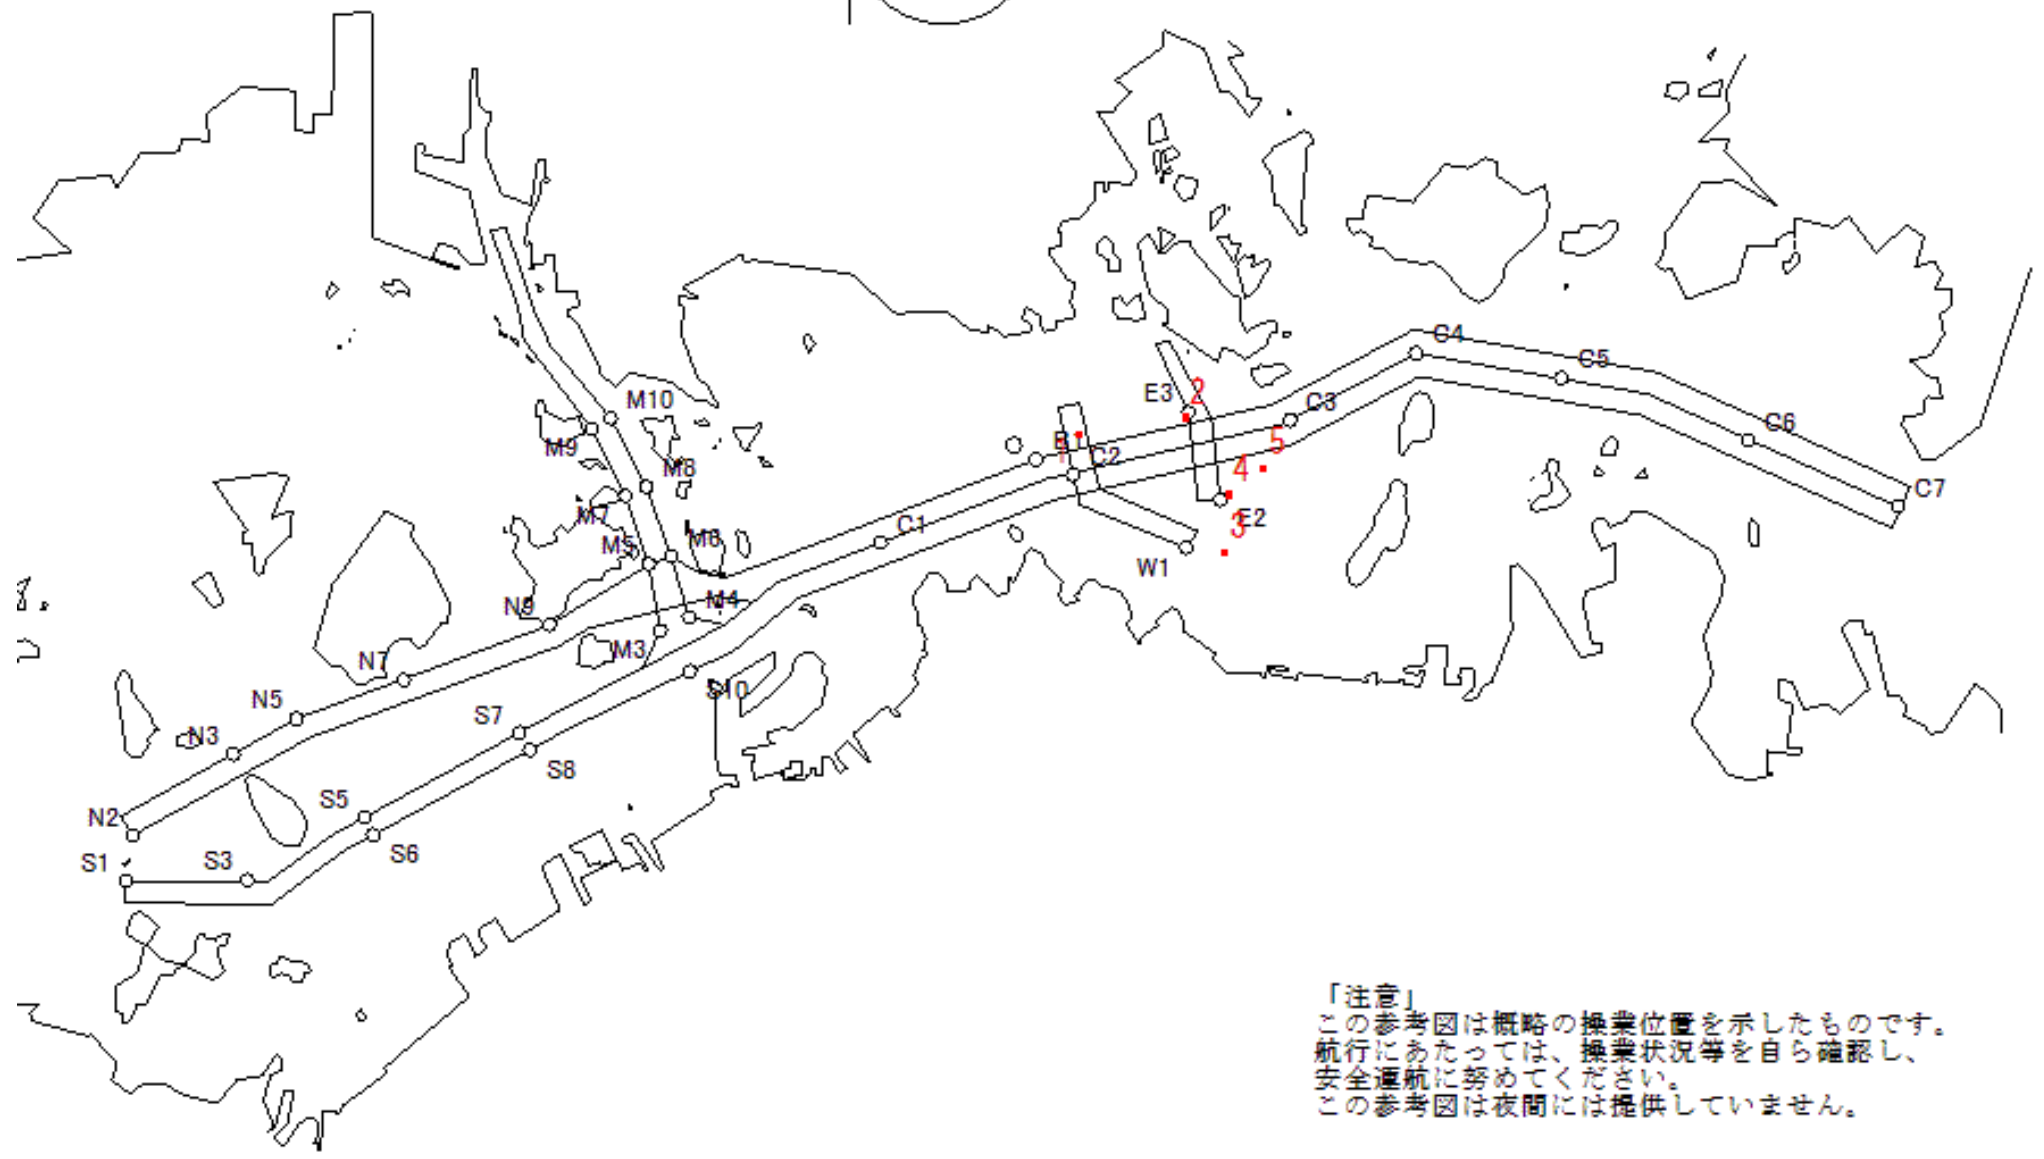 C4
C5
M10
E3
2
C3
C6
M9
B1
1
5
M8
C2
4
C7
M7
E2
M5
M6
C1
3
W1
N9
M4
M3
N7
S10
N5
S7
N3
S8
S5
N2
S6
S1
S3
「注意」
この参考図は概略の操業位置を示したものです。
航行にあたっては、操業状況等を自ら確認し、
安全運航に努めてください。
この参考図は夜間には提供していません。